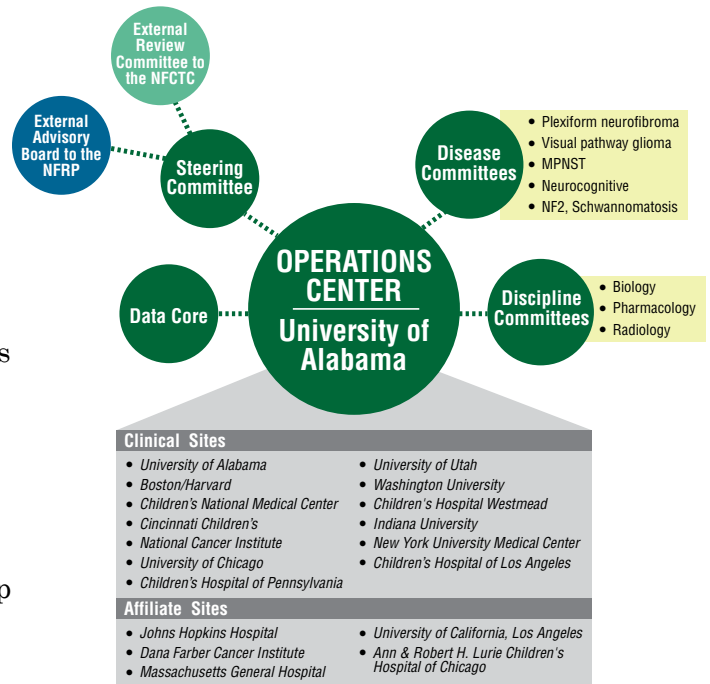 External
Review
Committee to
the NFCTC
External
Advisory
Board to the
NFRP
Steering
Committee
Disease
Committees
• Plexiform neurofibroma
• Visual pathway glioma
• MPNST
• Neurocognitive
• NF2, Schwannomatosis
OPERATIONS
CENTER
University of
Alabama
Data Core
Discipline
Committees
• Biology
• Pharmacology
• Radiology
s
p
Clinical Sites
• University of Alabama
• Boston/Harvard
• Children's National Medical Center
• Cincinnati Children's
• National Cancer Institute
• University of Chicago
• Children's Hospital of Pennsylvania
• University of Utah
• Washington University
• Children's Hospital Westmead
• Indiana University
• New York University Medical Center
• Children's Hospital of Los Angeles
Affiliate Sites
• Johns Hopkins Hospital
• Dana Farber Cancer Institute
• Massachusetts General Hospital
• University of California, Los Angeles
• Ann & Robert H. Lurie Children's
Hospital of Chicago